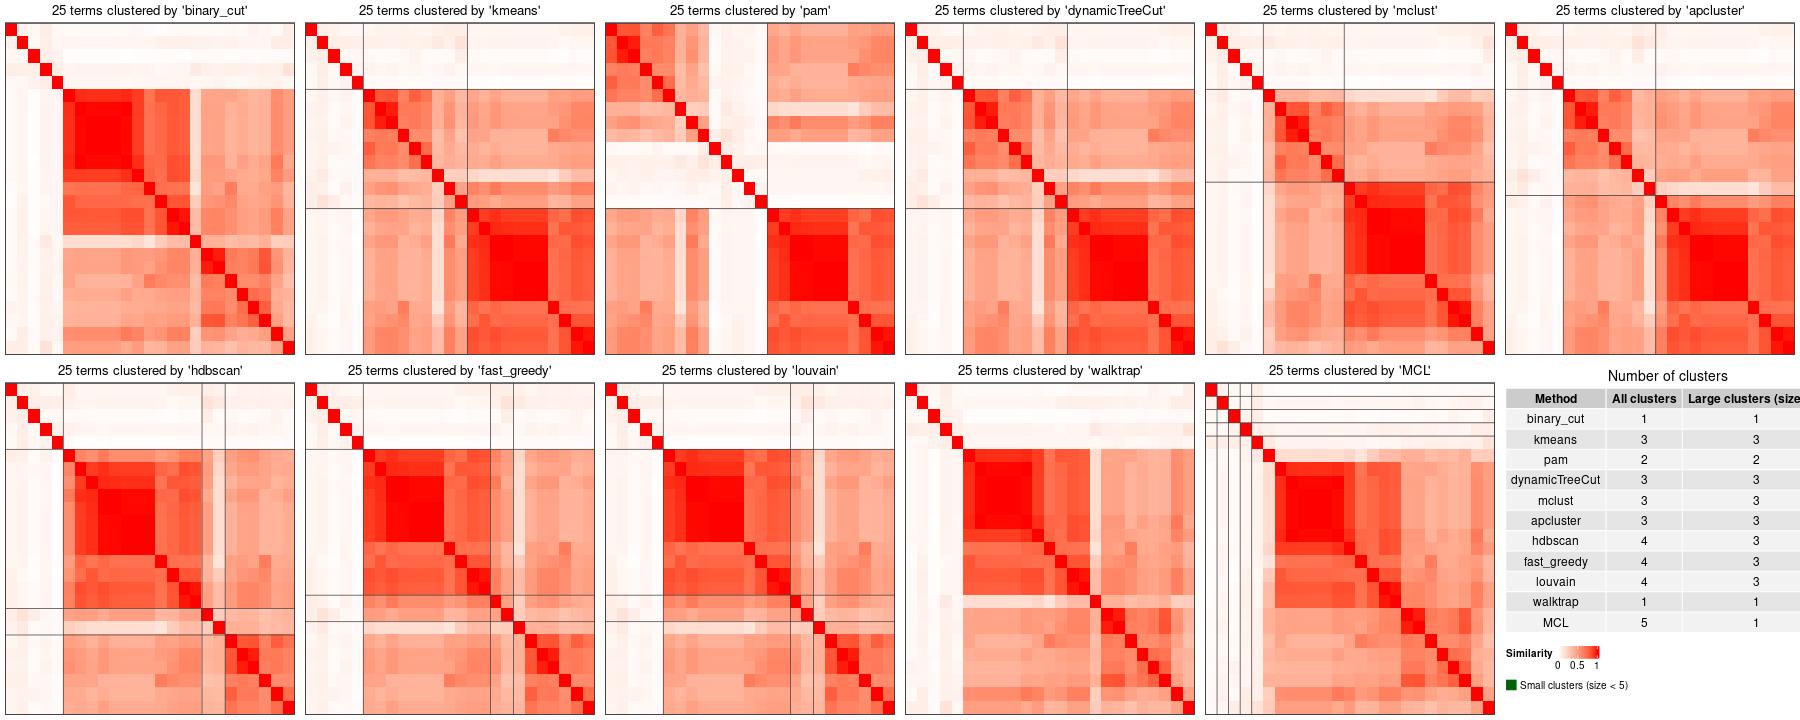 25 terms clustered by 'binary_cut'
25 terms clustered by 'kmeans'
25 terms clustered by 'pam'
25 terms clustered by 'dynamicTreeCut'
25 terms clustered by 'mclust'
25 terms clustered by 'apcluster'
25 terms clustered by 'hdbscan'
25 terms clustered by 'fast_greedy'
25 terms clustered by 'louvain'
25 terms clustered by 'walktrap'
25 terms clustered by 'MCL'
Number of clusters
Method All clusters Large clusters (size
binary_cut 1 1
kmeans 3 3
pam 2 2
dynamicTreeCut 3 3
mclust 3 3
apcluster 3 3
hdbscan 4 3
fast_greedy 4 3
louvain 4 3
walktrap 1 1
MCL 5 1
Similarity
0 0.5 1
Small clusters (size < 5)